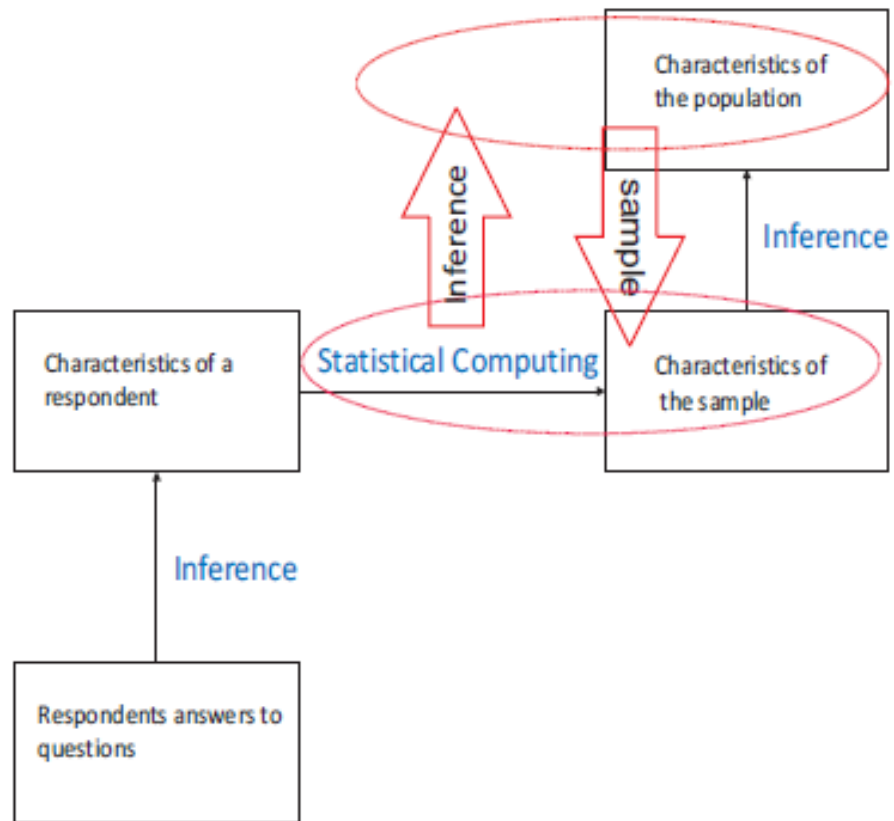 Characteristics of
the population
Inference
sample
Inference
Characteristics of a
respondent
Statistical Computing
Characteristics of
the sample
Inference
Respondents answers to
questions